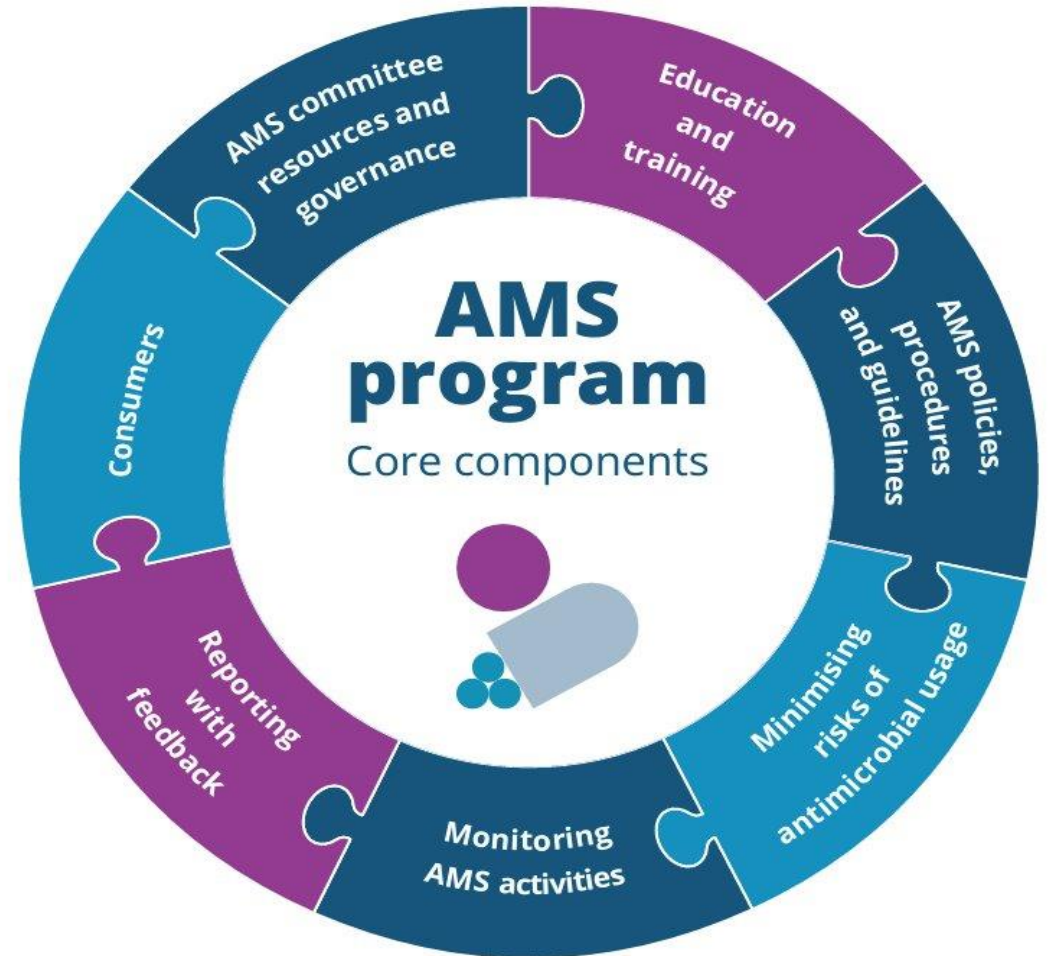 AMS program
Core components
AMS committee
resources and
governance
Education
and
training
AMS policies,
procedures
and guidelines
Minimising
risks of
antimicrobial usage
Monitoring
AMS activities
Reporting
with
feedback
Consumers